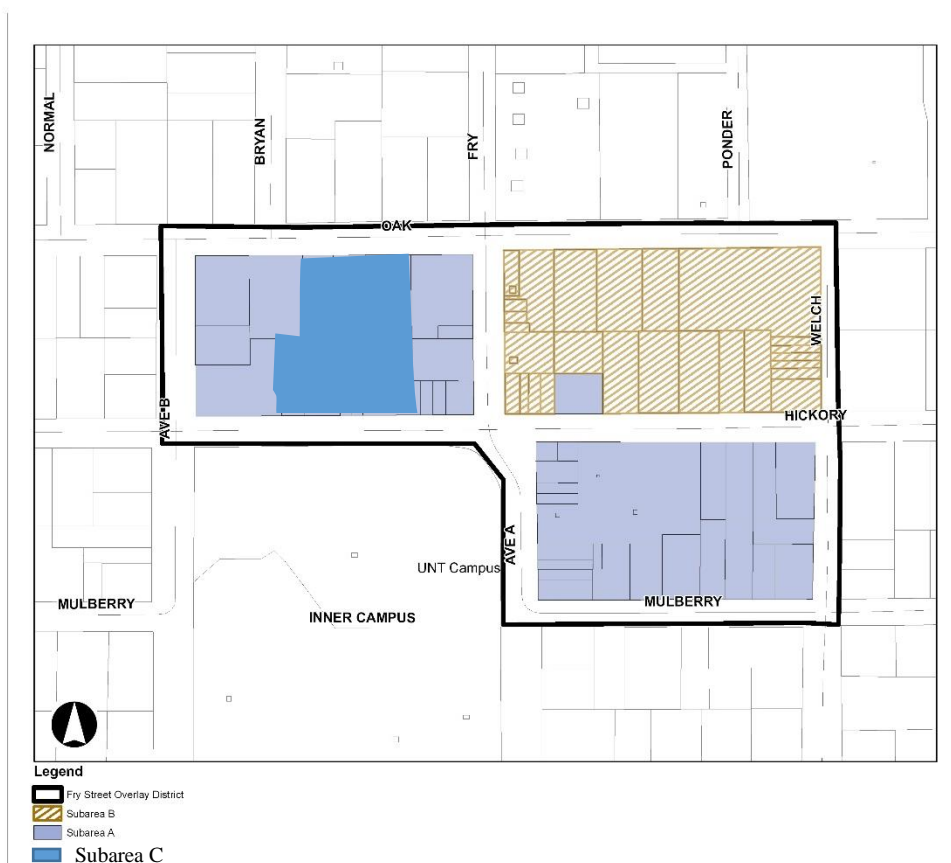 NORMAL
BRYAN
FRY
PONDER
OAK
WELCH
AVE B
HICKORY
AVE A
UNT Campus
MULBERRY
MULBERRY
INNER CAMPUS
Legend
Fry Street Overlay District
Subarea B
Subarea A
Subarea C